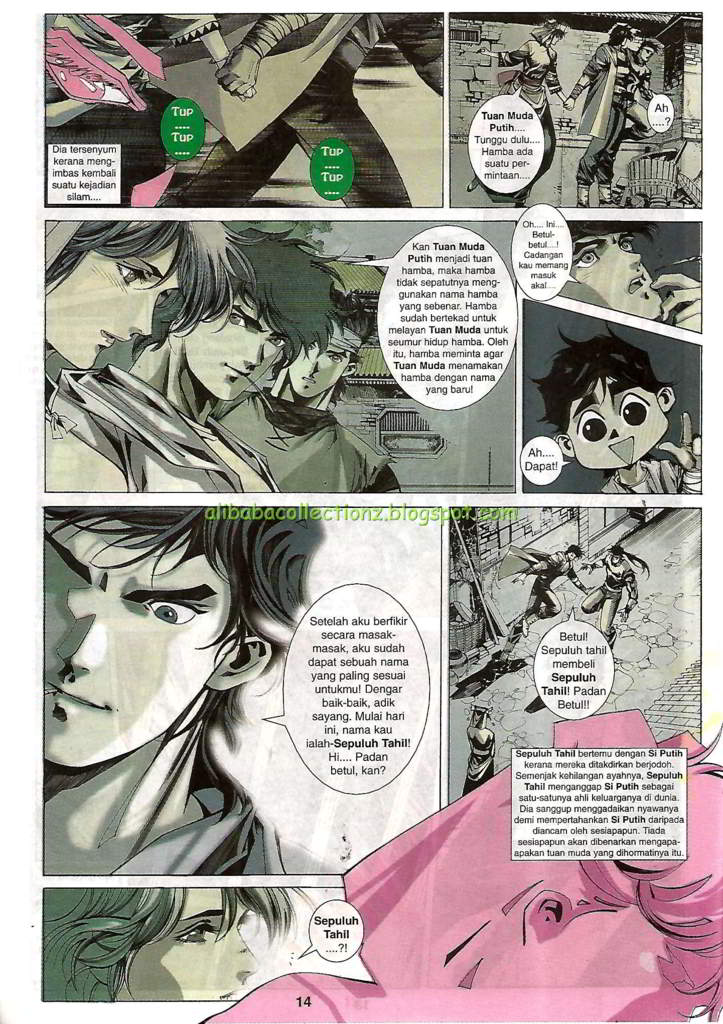 TUP
....
TUP
....
TUP
....
TUP
....
Dia tersenyum
kerana meng-
imbas kembali
suatu kejadian
silam....
Tuan Muda
Putih....
Tunggu dulu....
Hamba ada
suatu per-
mintaan....
Ah
....?
Kan Tuan Muda
Putih menjadi tuan
hamba, maka hamba
tidak sepatutnya meng-
gunakan nama hamba
yang sebenar. Hamba
sudah bertekad untuk
melayan Tuan Muda untuk
seumur hidup hamba. Oleh
itu, hamba meminta agar
Tuan Muda menamakan
hamba dengan nama
yang baru!
Oh.... Ini....
Betul-
betul....!
Cadangan
kau memang
masuk
akal....
Ah....
Dapat!
alibabacollectionz.blogspot.com
Setelah aku berfikir
secara masak-
masak, aku sudah
dapat sebuah nama
yang paling sesuai
untukmu! Dengar
baik-baik, adik
sayang. Mulai hari
ini, nama kau
ialah-Sepuluh Tahil!
Hi.... Padan
betul, kan?
Betul!
Sepuluh tahil
membeli
Sepuluh
Tahil! Padan
Betul!!
Sepuluh Tahil bertemu dengan Si Putih
kerana mereka ditakdirkan berjodoh.
Semenjak kehilangan ayahnya, Sepuluh
Tahil menganggap Si Putih sebagai
satu-satunya ahli keluarganya di dunia.
Dia sanggup menggadaikan nyawanya
demi mempertahankan Si Putih daripada
diancam oleh sesiapapun. Tiada
sesiapapun akan dibenarkan mengapa-
apakan tuan muda yang dihormatinya itu.
Sepuluh
Tahil
....?!
14